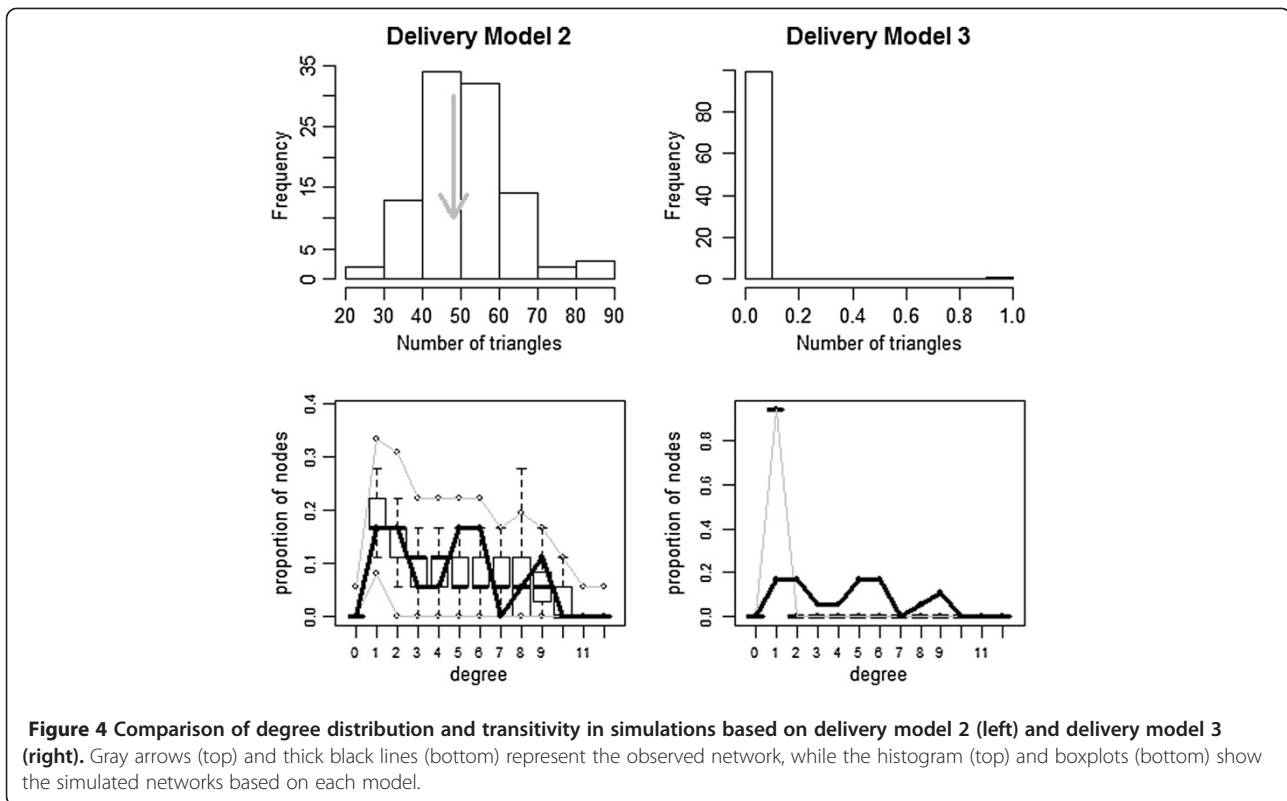 Delivery Model 2
Delivery Model 3
Frequency
35
25
15
5
0
20 30 40 50 60 70 80 90
Number of triangles
Frequency
80
60
40
20
0
0.0 0.2 0.4 0.6 0.8 1.0
Number of triangles
proportion of nodes
0.4
0.3
0.2
0.1
0.0
0 1 2 3 4 5 6 7 8 9 11
degree
proportion of nodes
0.8
0.6
0.4
0.2
0.0
0 1 2 3 4 5 6 7 8 9 11
degree
Figure 4 Comparison of degree distribution and transitivity in simulations based on delivery model 2 (left) and delivery model 3
(right). Gray arrows (top) and thick black lines (bottom) represent the observed network, while the histogram (top) and boxplots (bottom) show
the simulated networks based on each model.